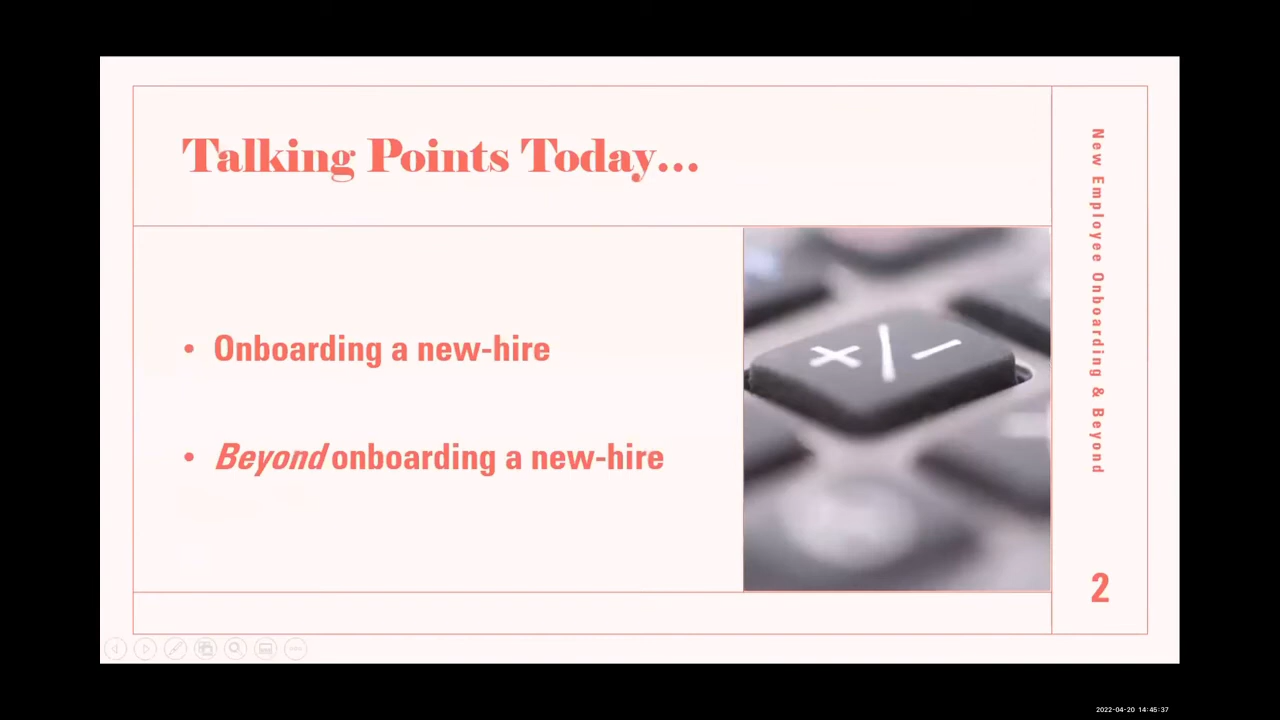 Talking Points Today...
• Onboarding a new-hire
• Beyond onboarding a new-hire
+/-
New Employee Onboarding & Beyond
2
2022-04-20 14:45:37